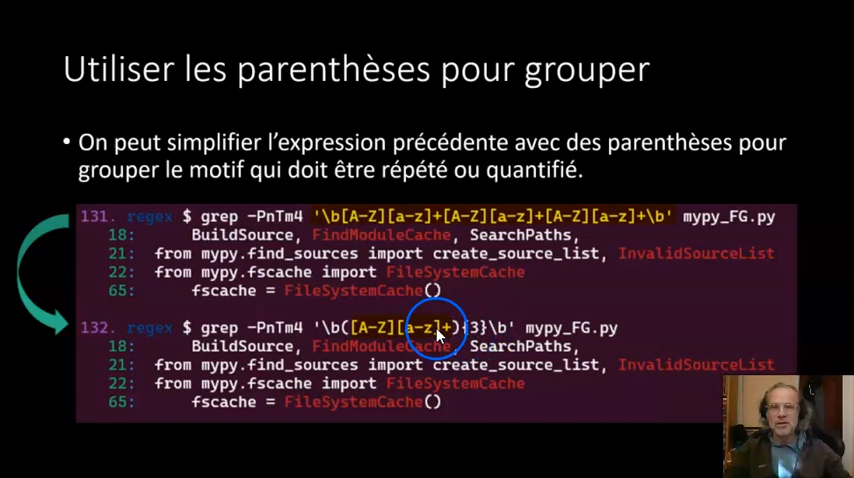 Utiliser les parenthèses pour grouper
• On peut simplifier l'expression précédente avec des parenthèses pour
grouper le motif qui doit être répété ou quantifié.
131. regex $ grep -PnTm4 '\b[A-Z][a-z]+[A-Z][a-z]+[A-Z][a-z]+\b' mypy_FG.py
18: BuildSource, FindModuleCache, SearchPaths,
21: from mypy.find_sources import create_source_list, InvalidSourceList
22: from mypy.fscache import FileSystemCache
65: fscache = FileSystemCache()
132. regex $ grep -PnTm4 '\b([A-Z][a-z]+){3}\b' mypy_FG.py
18: BuildSource, FindModuleCache, SearchPaths,
21: from mypy.find_sources import create_source_list, InvalidSourceList
22: from mypy.fscache import FileSystemCache
65: fscache = FileSystemCache()